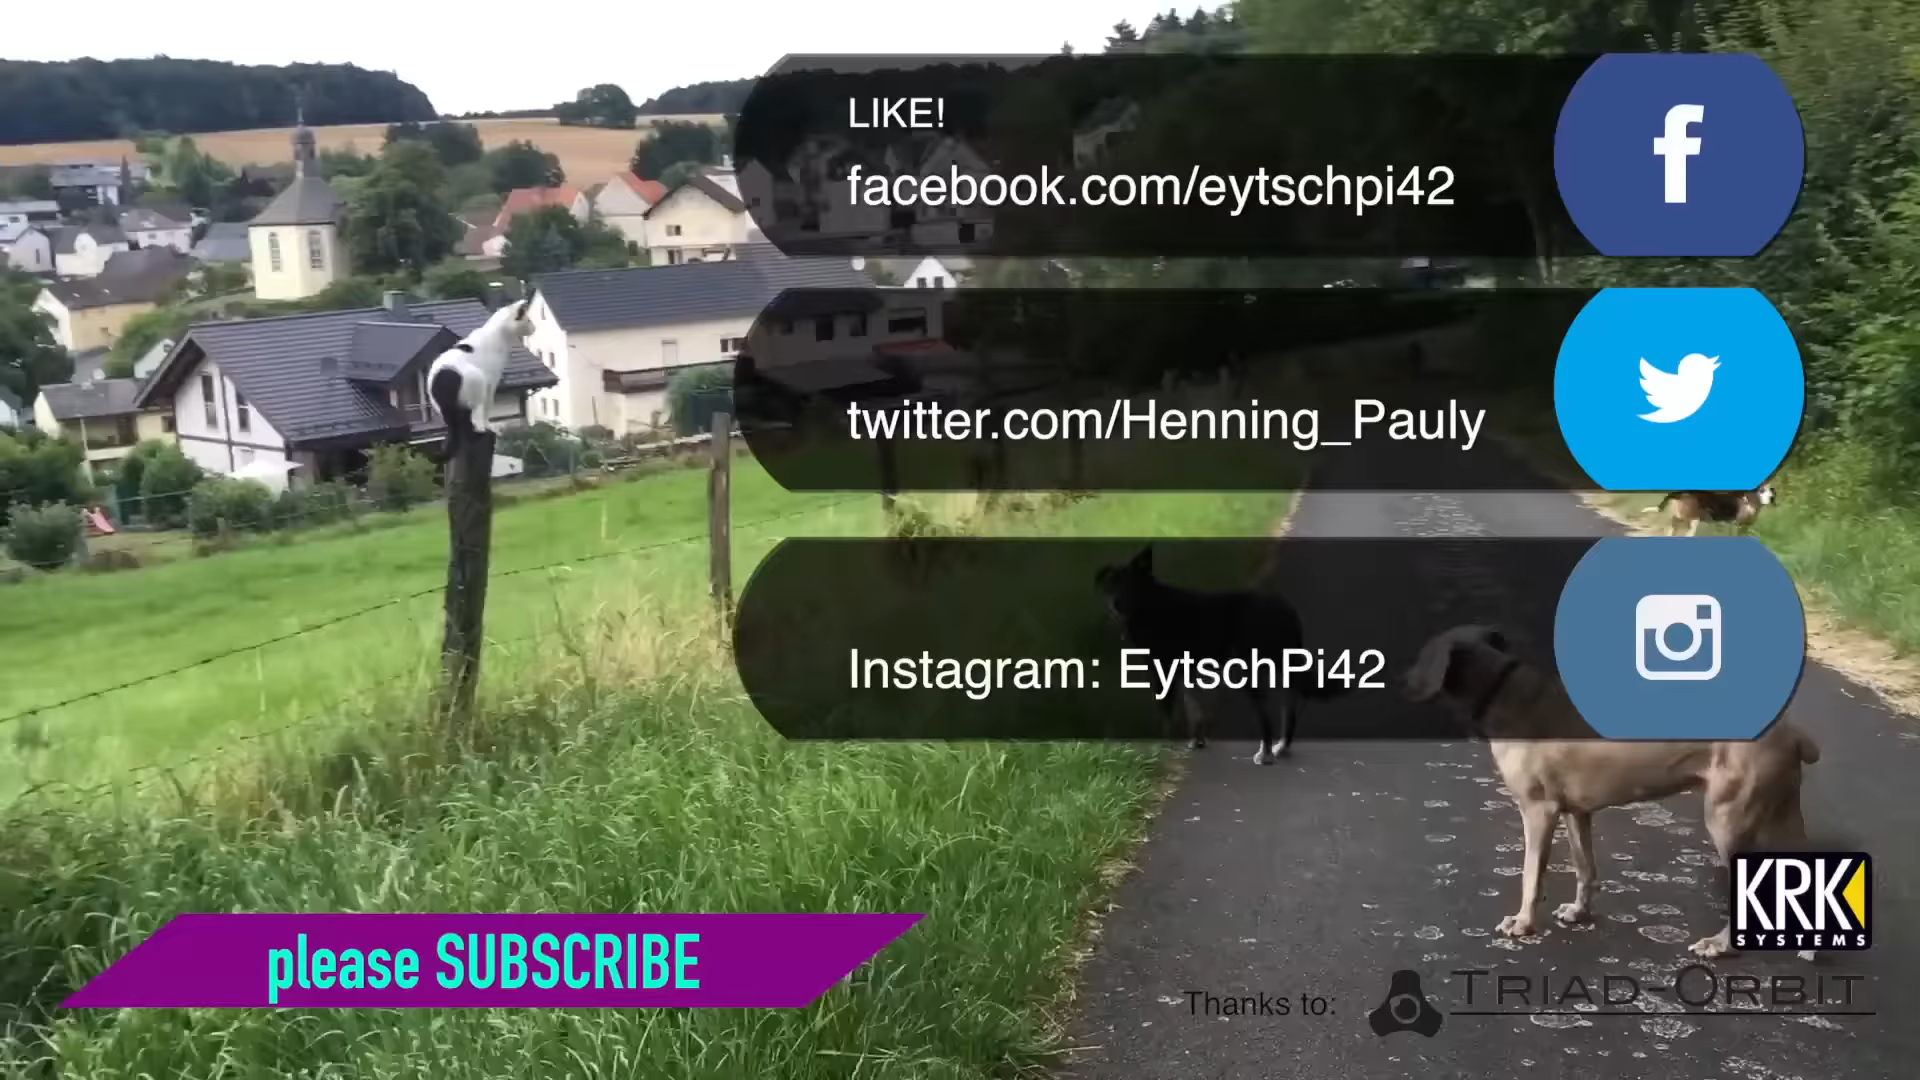 LIKE!
facebook.com/eytschpi42
twitter.com/Henning_Pauly
Instagram: EytschPi42
KRK
SYSTEMS
please SUBSCRIBE
Thanks to: TRIAD-ORBIT